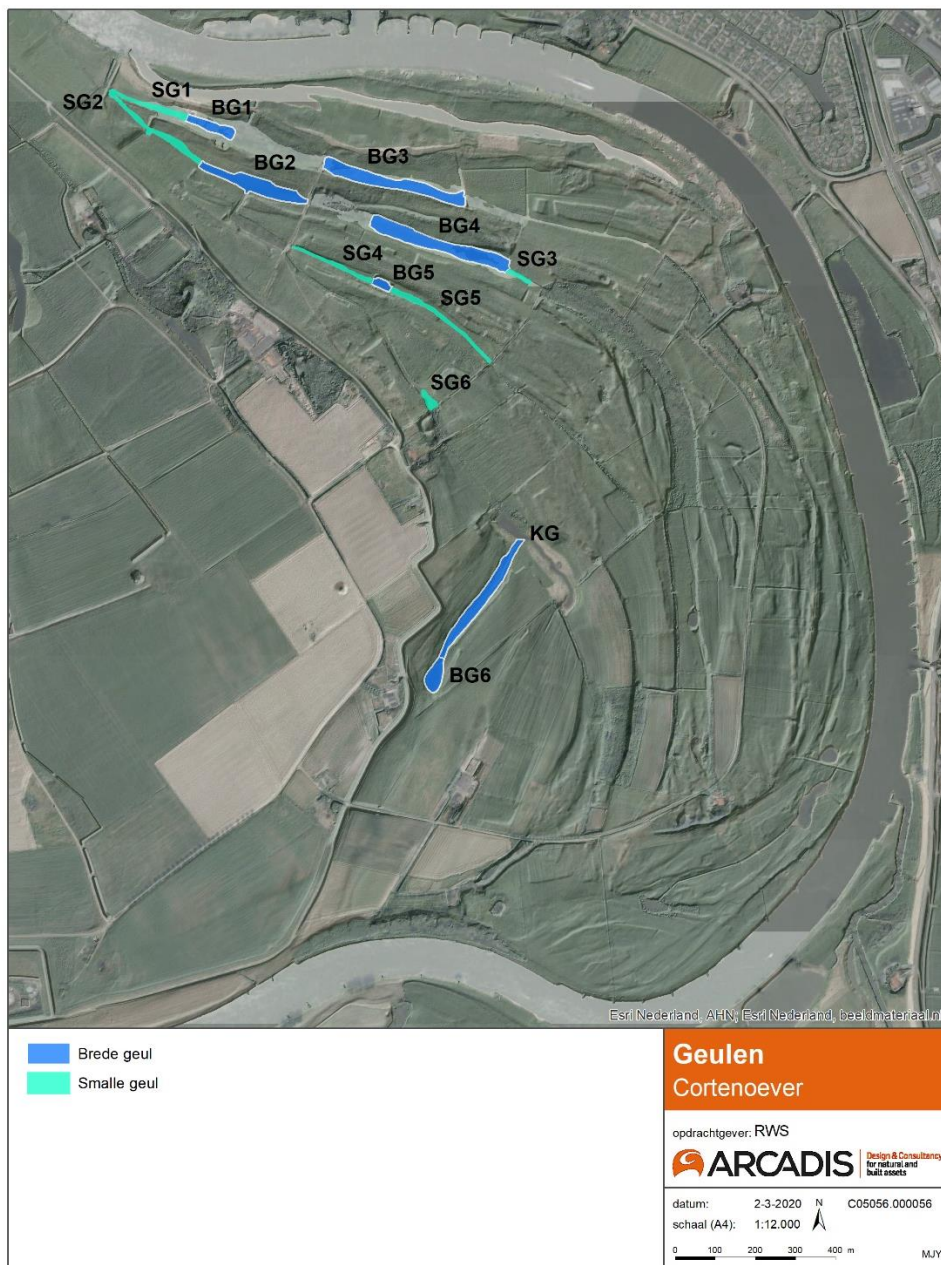 SG1
SG2
BG1
BG2
BG3
BG4
SG4
SG3
BG5
SG5
SG6
KG
BG6
Esri Nederland, AHN; Esri Nederland, beeldmateriaal.nl
Brede geul
Smalle geul
Geulen
Cortenoever
opdrachtgever: RWS
ARCADIS
Design & Consultancy
for natural and
built assets
datum: 2-3-2020 N C05056.000056
schaal (A4): 1:12.000
0 100 200 300 400 m
MJY